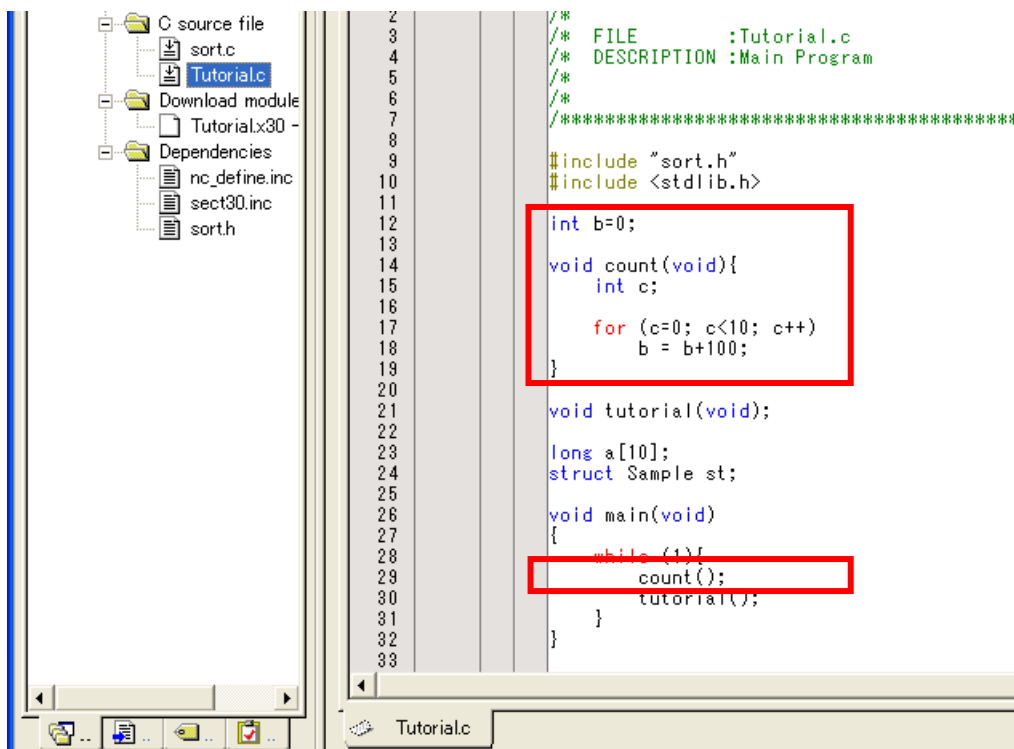 C source file
sort.c
Tutorial.c
Download module
Tutorial.x30 -
Dependencies
nc_define.inc
sect30.inc
sort.h
2 /*
3 /* FILE :Tutorial.c
4 /* DESCRIPTION :Main Program
5 /*
6 /*
7 /*****************************************
8
9 #include "sort.h"
10 #include <stdlib.h>
11
12 int b=0;
13
14 void count(void){
15 int c;
16
17 for (c=0; c<10; c++)
18 b = b+100;
19 }
20
21 void tutorial(void);
22
23 long a[10];
24 struct Sample st;
25
26 void main(void)
27 {
28 while (1){
29 count();
30 tutorial();
31 }
32 }
33
Tutorial.c